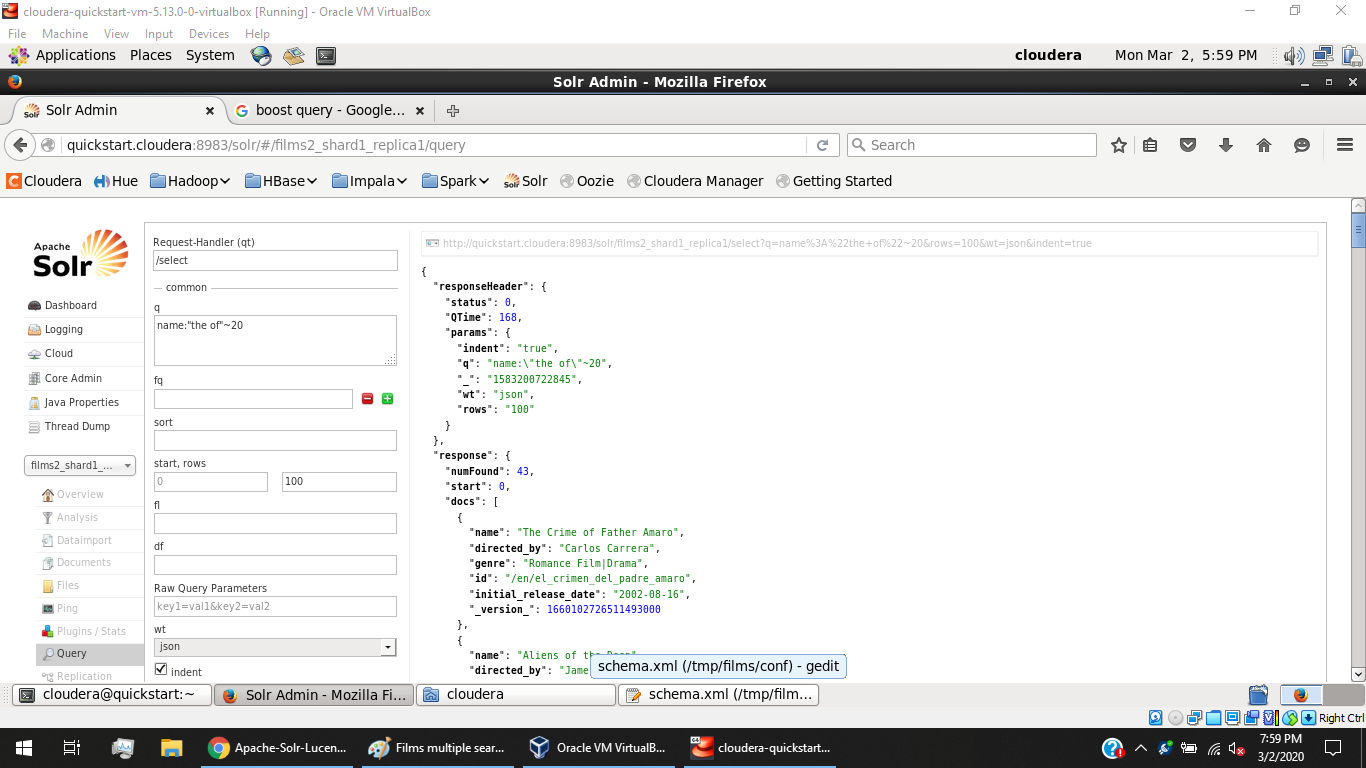 cloudera-quickstart-vm-5.13.0-0-virtualbox [Running] - Oracle VM VirtualBox
File Machine View Input Devices Help
Applications Places System cloudera Mon Mar 2, 5:59 PM
Solr Admin - Mozilla Firefox
Solr Admin boost query - Google...
quickstart.cloudera:8983/solr/#/films2_shard1_replica1/query Search
Cloudera Hue Hadoop HBase Impala Spark Solr Oozie Cloudera Manager Getting Started
Apache
Solr
Dashboard
Logging
Cloud
Core Admin
Java Properties
Thread Dump
films2_shard1_...
Overview
Analysis
Dataimport
Documents
Files
Ping
Plugins / Stats
Query
Replication
Request-Handler (qt)
/select
common
q
name:"the of"~20
fq
sort
start, rows
0 100
fl
df
Raw Query Parameters
key1=val1&key2=val2
wt
json
indent
http://quickstart.cloudera:8983/solr/films2_shard1_replica1/select?q=name%3A%22the+of%22~20&rows=100&wt=json&indent=true
{
"responseHeader": {
"status": 0,
"QTime": 168,
"params": {
"indent": "true",
"q": "name:\"the of\"~20",
"_": "1583200722845",
"wt": "json",
"rows": "100"
}
},
"response": {
"numFound": 43,
"start": 0,
"docs": [
{
"name": "The Crime of Father Amaro",
"directed_by": "Carlos Carrera",
"genre": "Romance Film|Drama",
"id": "/en/el_crimen_del_padre_amaro",
"initial_release_date": "2002-08-16",
"_version_": 1660102726511493000
},
{
"name": "Aliens of the
"directed_by": "Jame
schema.xml (/tmp/films/conf) - gedit
cloudera@quickstart:~ Solr Admin - Mozilla Fi... cloudera schema.xml (/tmp/film...
Right Ctrl
Apache-Solr-Lucen... Films multiple sear... Oracle VM VirtualB... cloudera-quickstart...
7:59 PM
3/2/2020